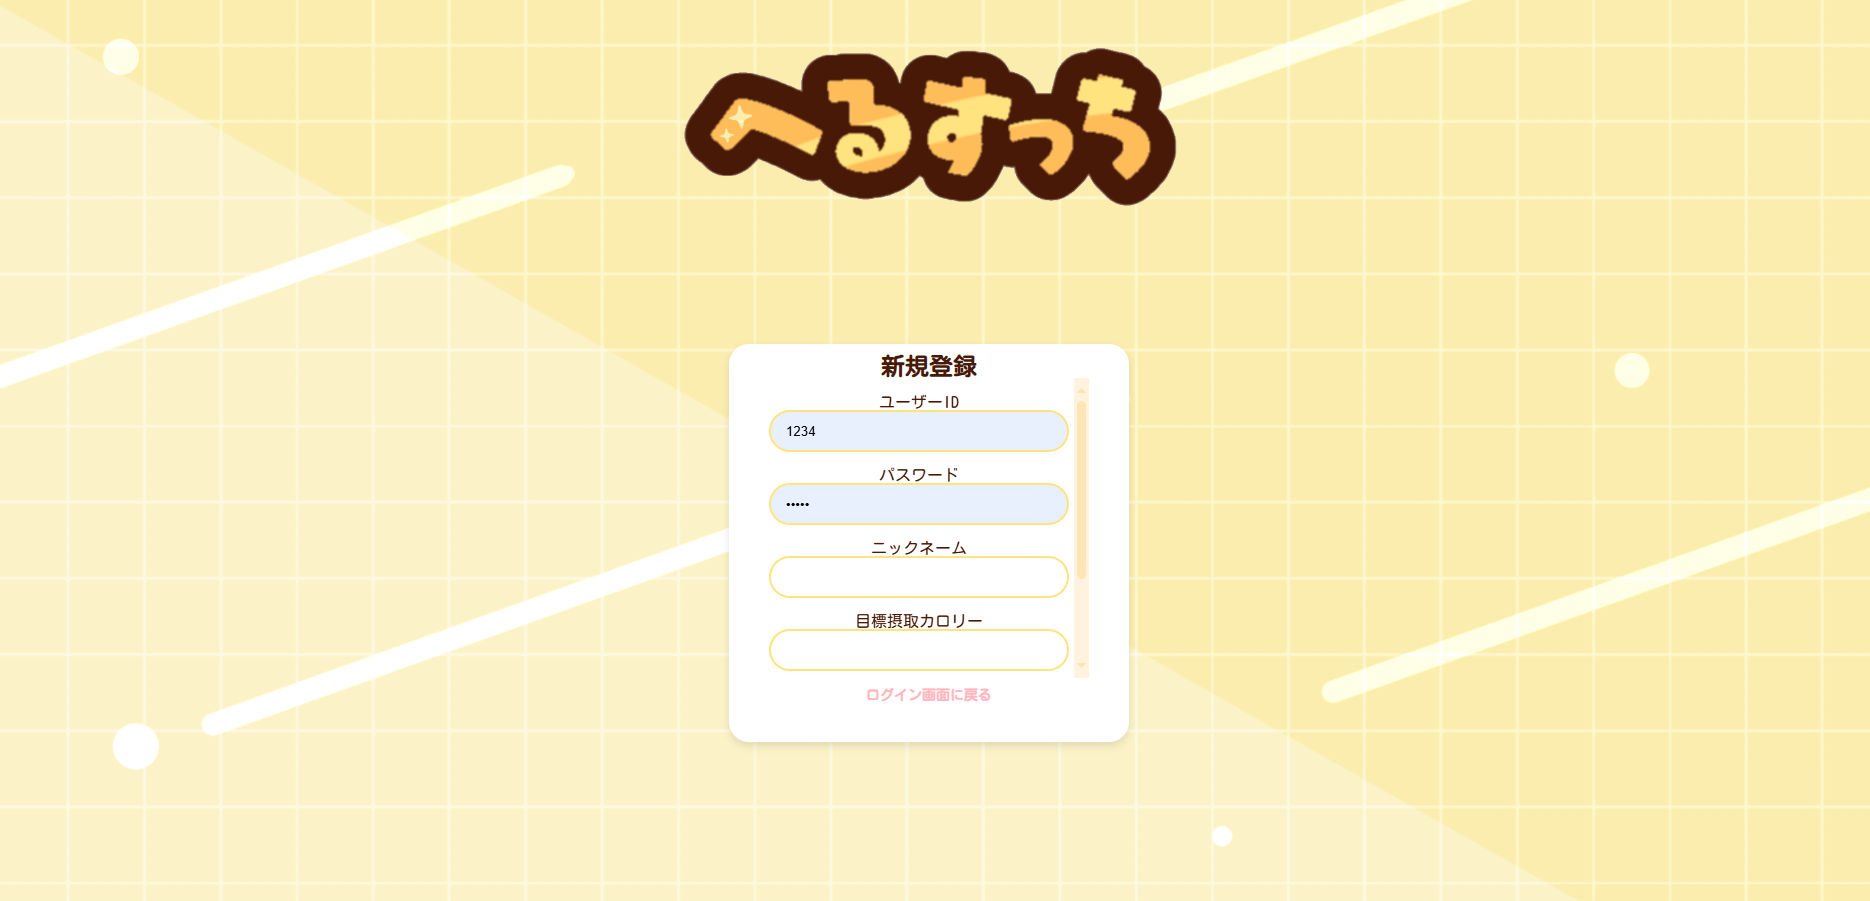 へるすっち
新規登録
ユーザーID
1234
パスワード
•••••
ニックネーム
目標摂取カロリー
ログイン画面に戻る